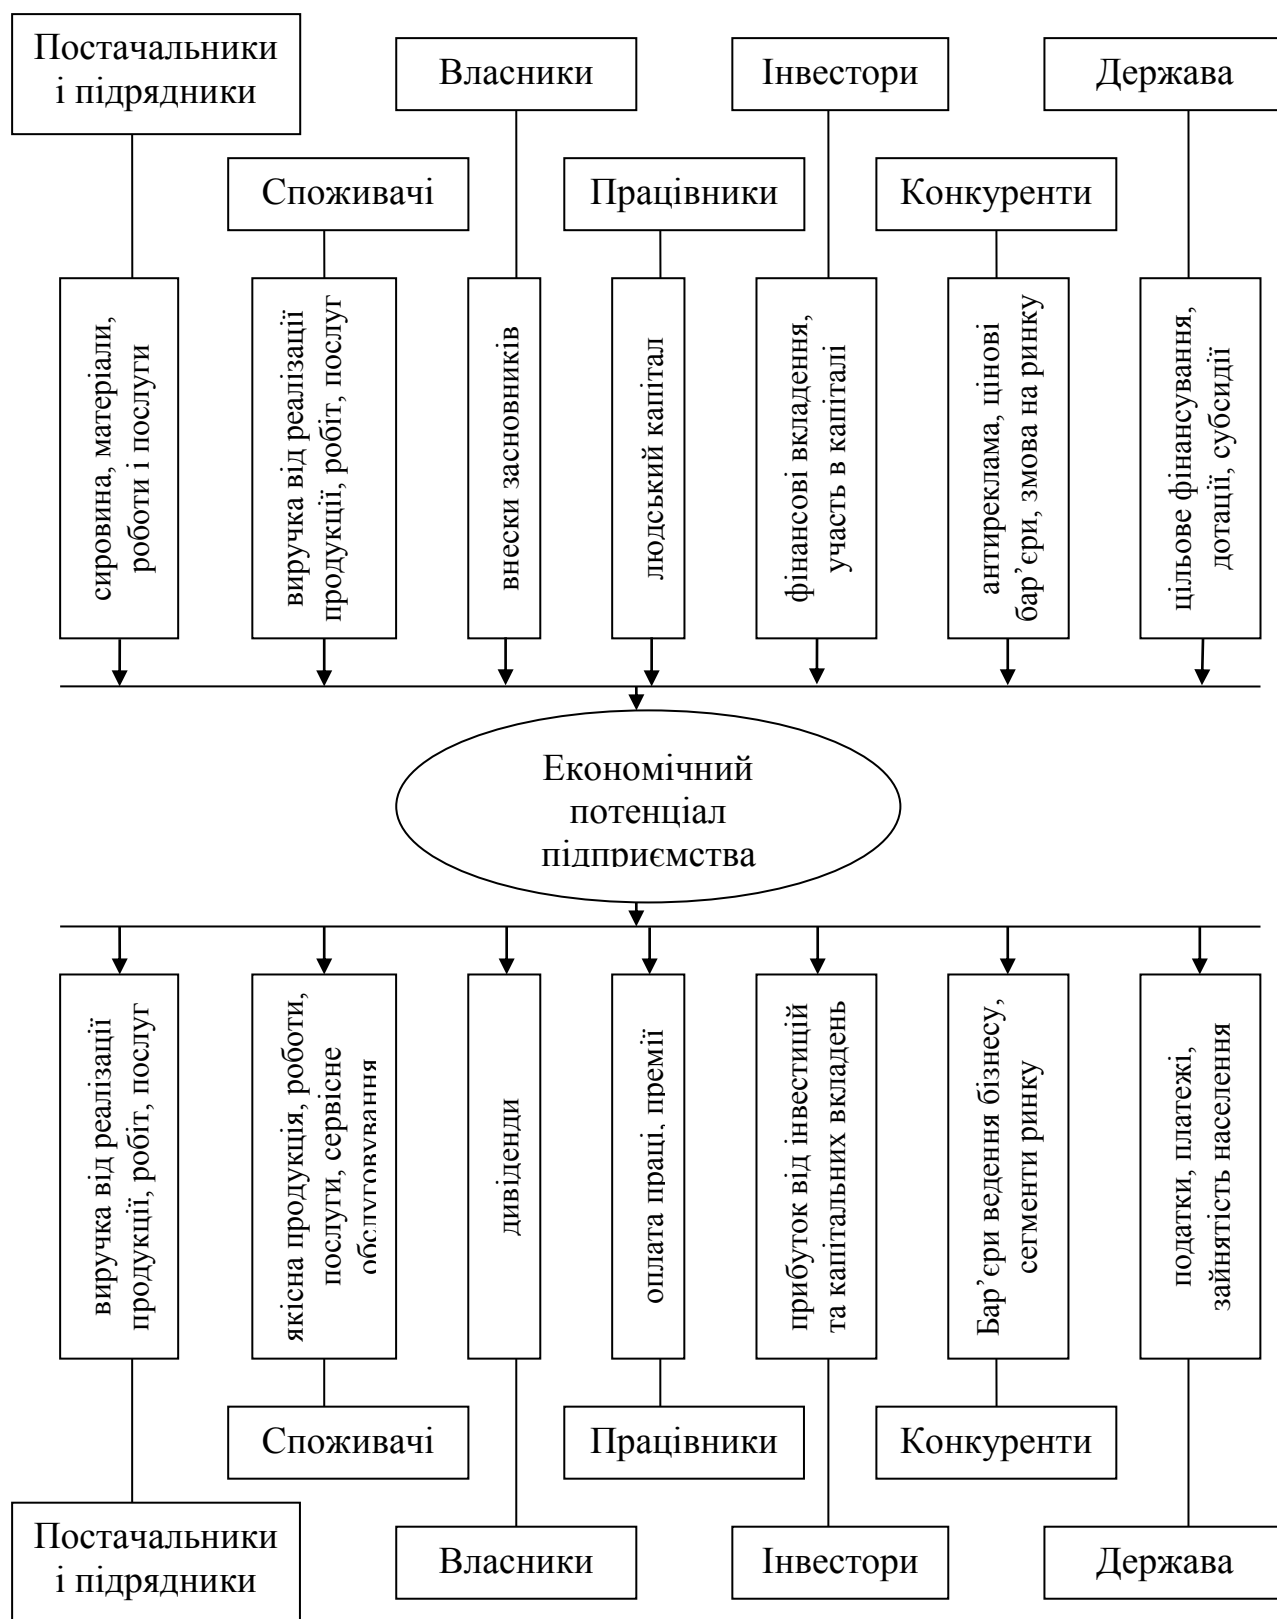 Постачальники
і підрядники
Власники
Інвестори
Держава
Споживачі
Працівники
Конкуренти
сировина, матеріали,
роботи і послуги
виручка від реалізації
продукції, робіт, послуг
внески засновників
людський капітал
фінансові вкладення,
участь в капіталі
антиреклама, цінові
бар’єри, змова на ринку
цільове фінансування,
дотації, субсидії
Економічний
потенціал
підприємства
виручка від реалізації
продукції, робіт, послуг
якісна продукція, роботи,
послуги, сервісне
обслуговування
дивіденди
оплата праці, премії
прибуток від інвестицій
та капітальних вкладень
Бар’єри ведення бізнесу,
сегменти ринку
податки, платежі,
зайнятість населення
Споживачі
Працівники
Конкуренти
Постачальники
і підрядники
Власники
Інвестори
Держава